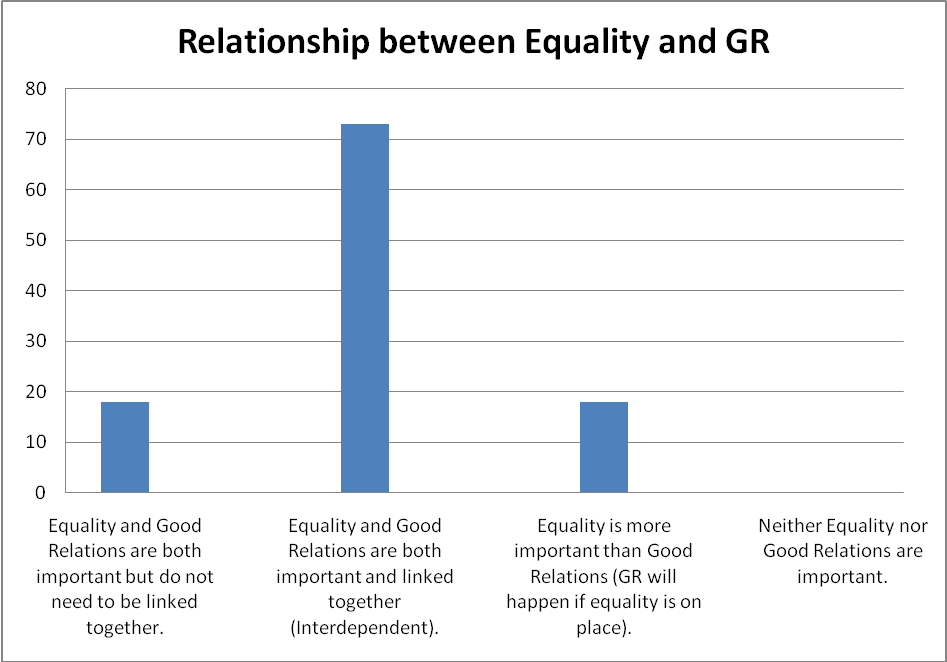 Relationship between Equality and GR
80
70
60
50
40
30
20
10
0
Equality and Good
Relations are both
important but do not
need to be linked
together.
Equality and Good
Relations are both
important and linked
together
(Interdependent).
Equality is more
important than Good
Relations (GR will
happen if equality is on
place).
Neither Equality nor
Good Relations are
important.